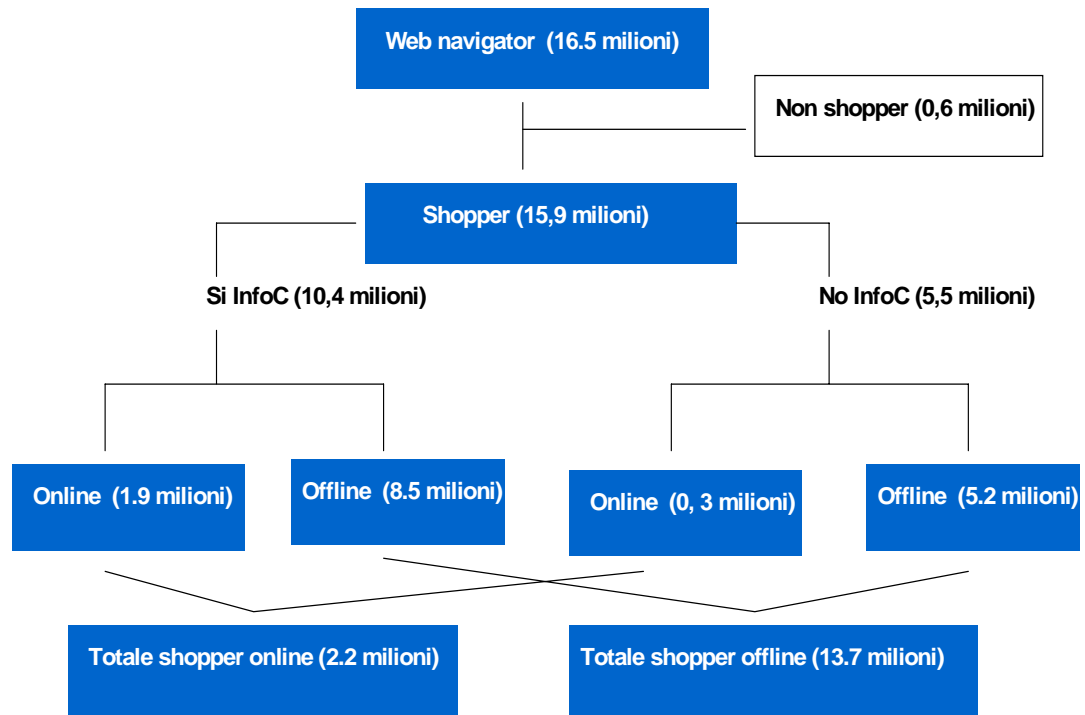 Web navigator (16.5 milioni)
Non shopper (0,6 milioni)
Shopper (15,9 milioni)
Si InfoC (10,4 milioni)
No InfoC (5,5 milioni)
Online (1.9 milioni)
Offline (8.5 milioni)
Online (0, 3 milioni)
Offline (5.2 milioni)
Totale shopper online (2.2 milioni)
Totale shopper offline (13.7 milioni)